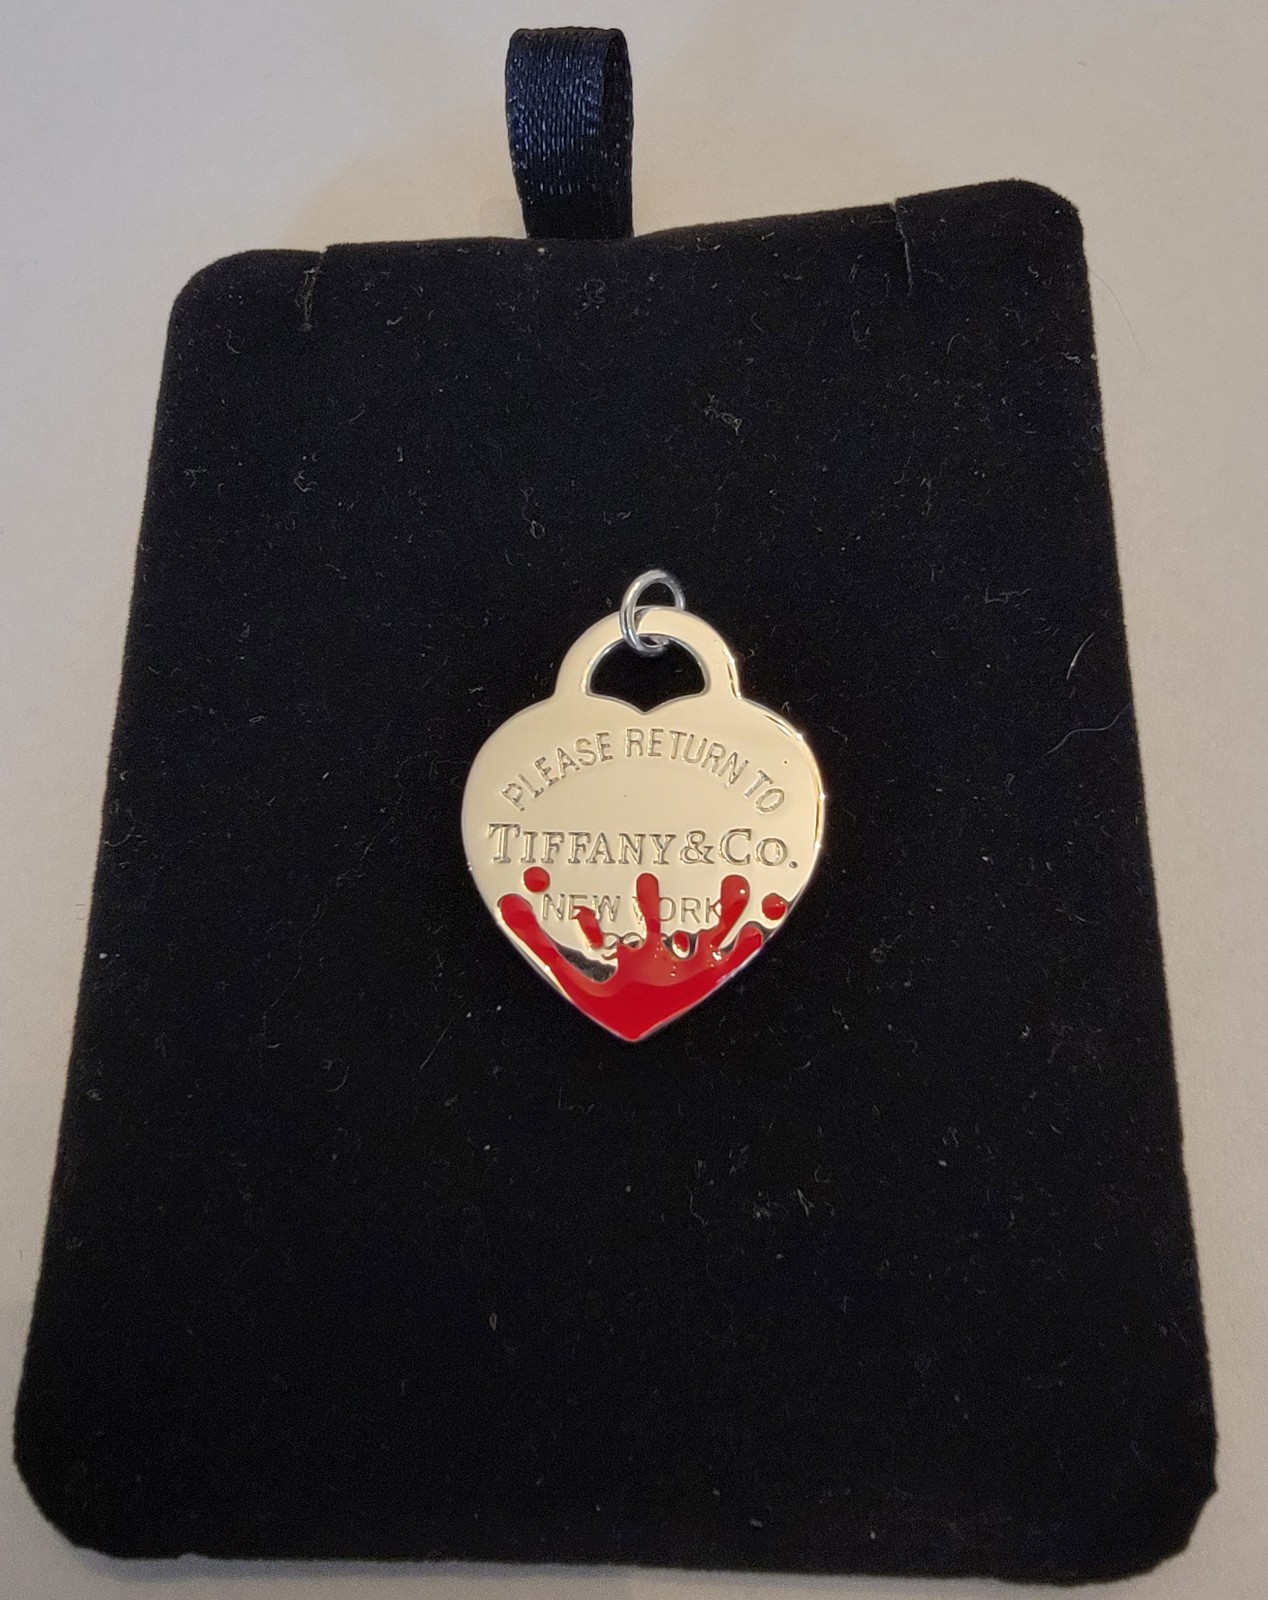 PLEASE RETURN TO
TIFFANY & CO.
NEW YORK